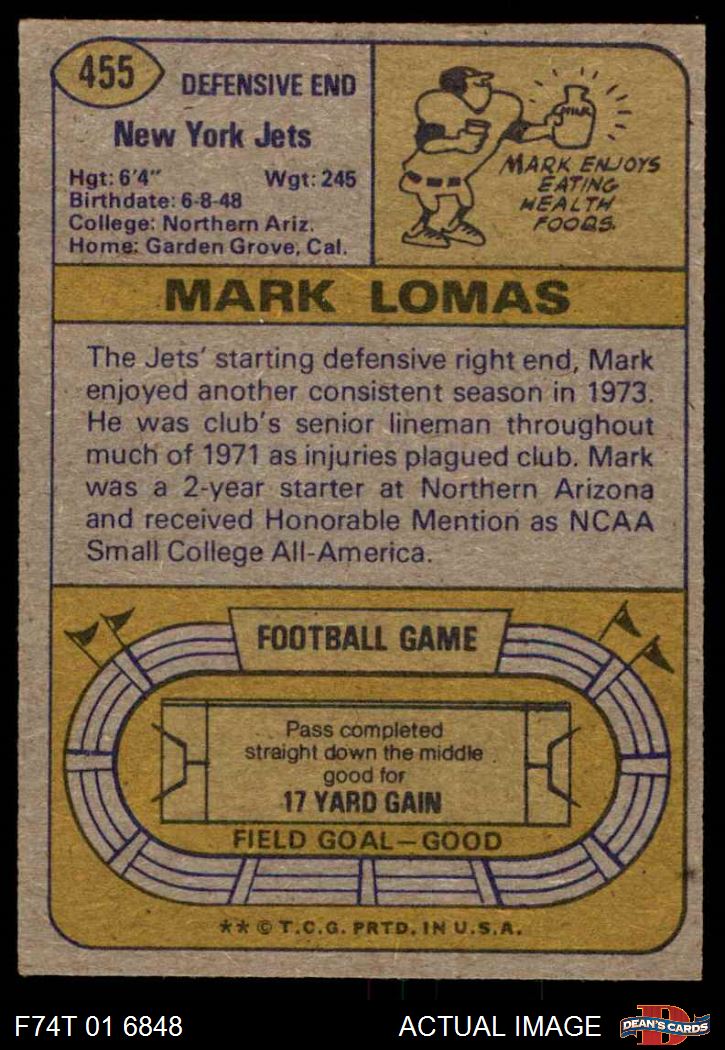 455
DEFENSIVE END
New York Jets
Hgt: 6'4" Wgt: 245
Birthdate: 6-8-48
College: Northern Ariz.
Home: Garden Grove, Cal.
MILK
MARK ENJOYS
EATING
HEALTH
FOODS.
MARK LOMAS
The Jets' starting defensive right end, Mark
enjoyed another consistent season in 1973.
He was club's senior lineman throughout
much of 1971 as injuries plagued club. Mark
was a 2-year starter at Northern Arizona
and received Honorable Mention as NCAA
Small College All-America.
FOOTBALL GAME
Pass completed
straight down the middle
good for
17 YARD GAIN
FIELD GOAL—GOOD
** © T.C.G. PRTD. IN U.S.A.
F74T 01 6848
ACTUAL IMAGE
D
DEAN'S CARDS